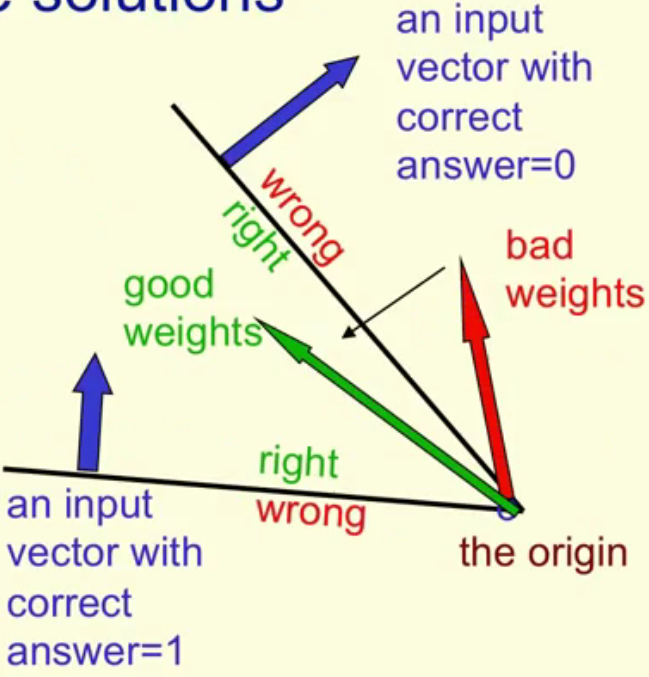 solutions
an input
vector with
correct
answer=0
wrong
right
bad
weights
good
weights
right
wrong
an input
vector with
correct
answer=1
the origin